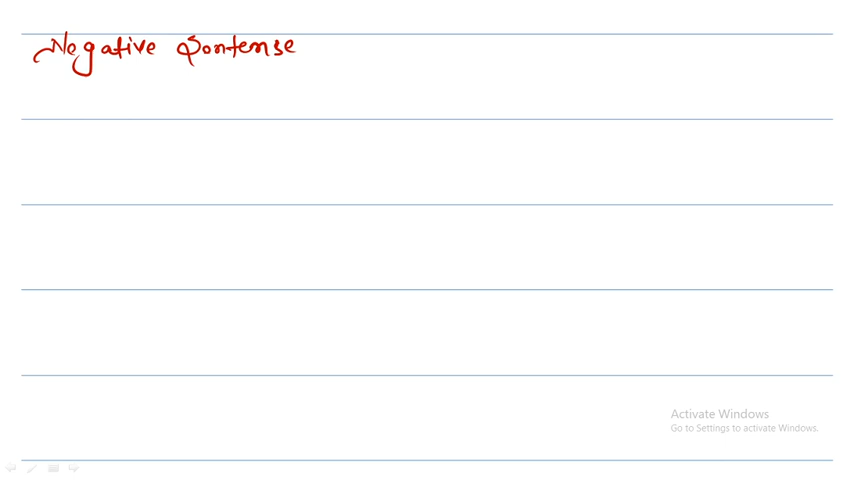 Negative Sentense
Activate Windows
Go to Settings to activate Windows.